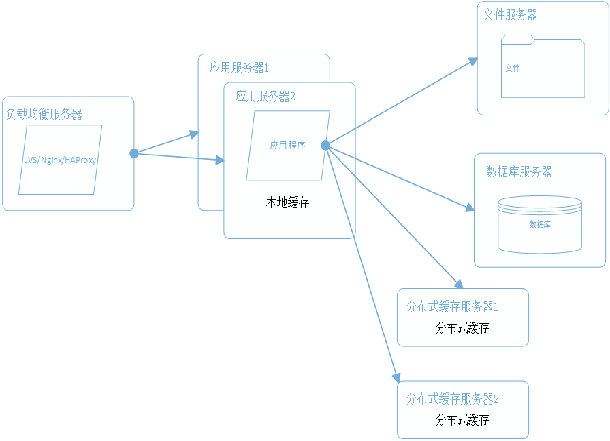 文件服务器
文件
应用服务器1
应用服务器2
应用程序
本地缓存
负载均衡服务器
LVS/Nginx/HAProxy
数据库服务器
数据库
分布式缓存服务器1
分布式缓存
分布式缓存服务器2
分布式缓存